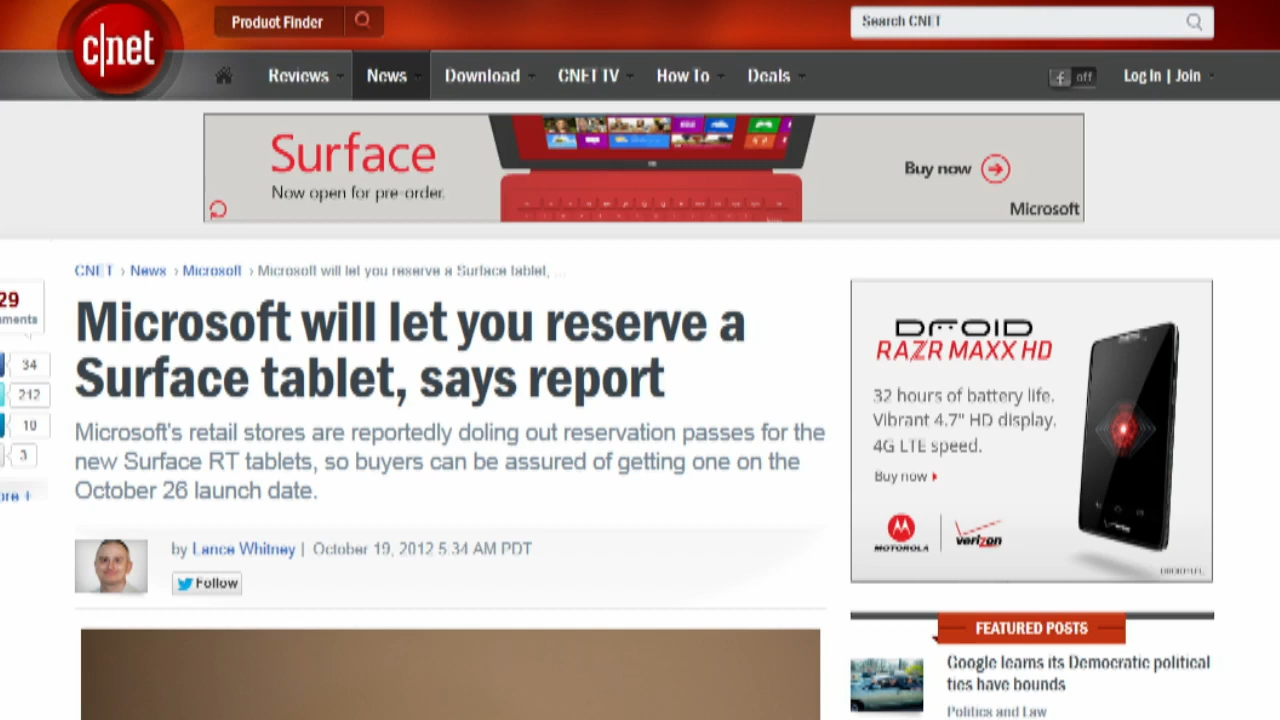 c|net
Product Finder
Search CNET
Reviews
News
Download
CNET TV
How To
Deals
off
Log In | Join
Surface
Now open for pre-order.
Buy now
Microsoft
CNET › News › Microsoft › Microsoft will let you reserve a Surface tablet, ...
Microsoft will let you reserve a
Surface tablet, says report
Microsoft's retail stores are reportedly doling out reservation passes for the
new Surface RT tablets, so buyers can be assured of getting one on the
October 26 launch date.
by Lance Whitney | October 19, 2012 5:34 AM PDT
Follow
29
34
212
10
3
DROID
RAZR MAXX HD
32 hours of battery life.
Vibrant 4.7" HD display.
4G LTE speed.
Buy now
MOTOROLA
verizon
FEATURED POSTS
Google learns its Democratic political
ties have bounds
Politics and Law